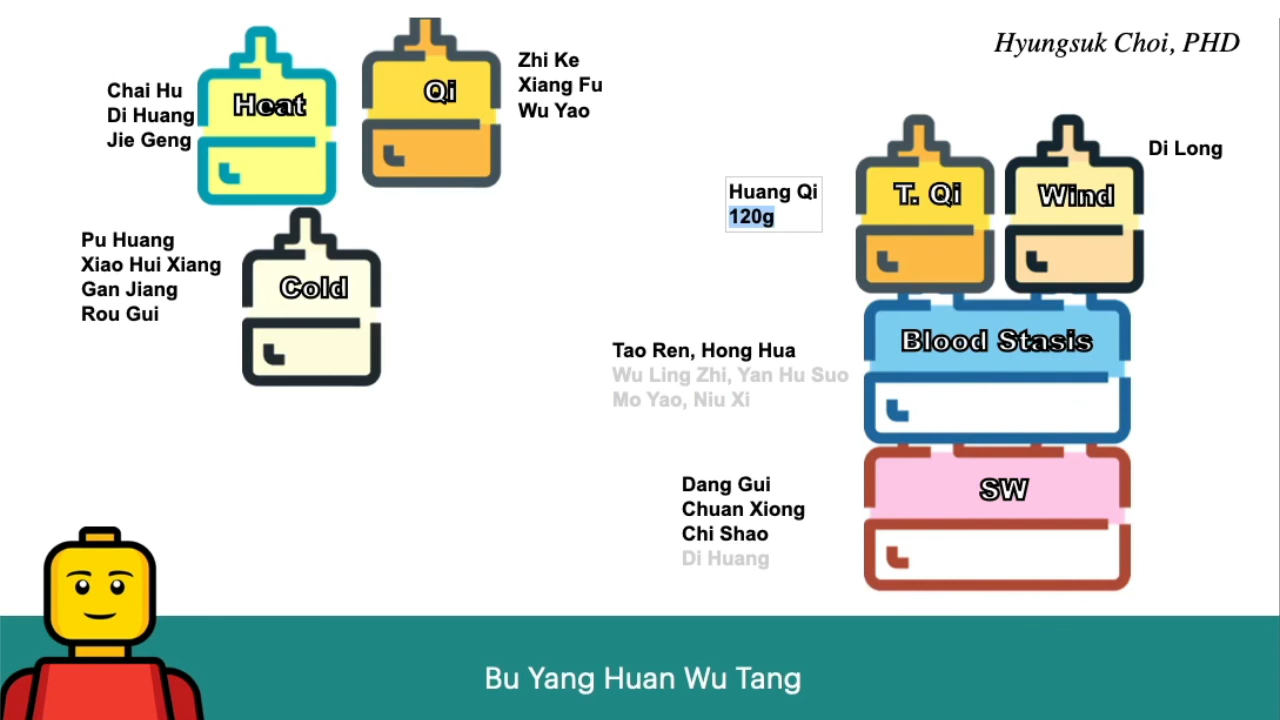 Hyungsuk Choi, PHD
Chai Hu
Di Huang
Jie Geng
Heat
Qi
Zhi Ke
Xiang Fu
Wu Yao
Pu Huang
Xiao Hui Xiang
Gan Jiang
Rou Gui
Cold
Huang Qi
120g
T. Qi
Wind
Di Long
Tao Ren, Hong Hua
Wu Ling Zhi, Yan Hu Suo
Mo Yao, Niu Xi
Blood Stasis
Dang Gui
Chuan Xiong
Chi Shao
Di Huang
SW
Bu Yang Huan Wu Tang